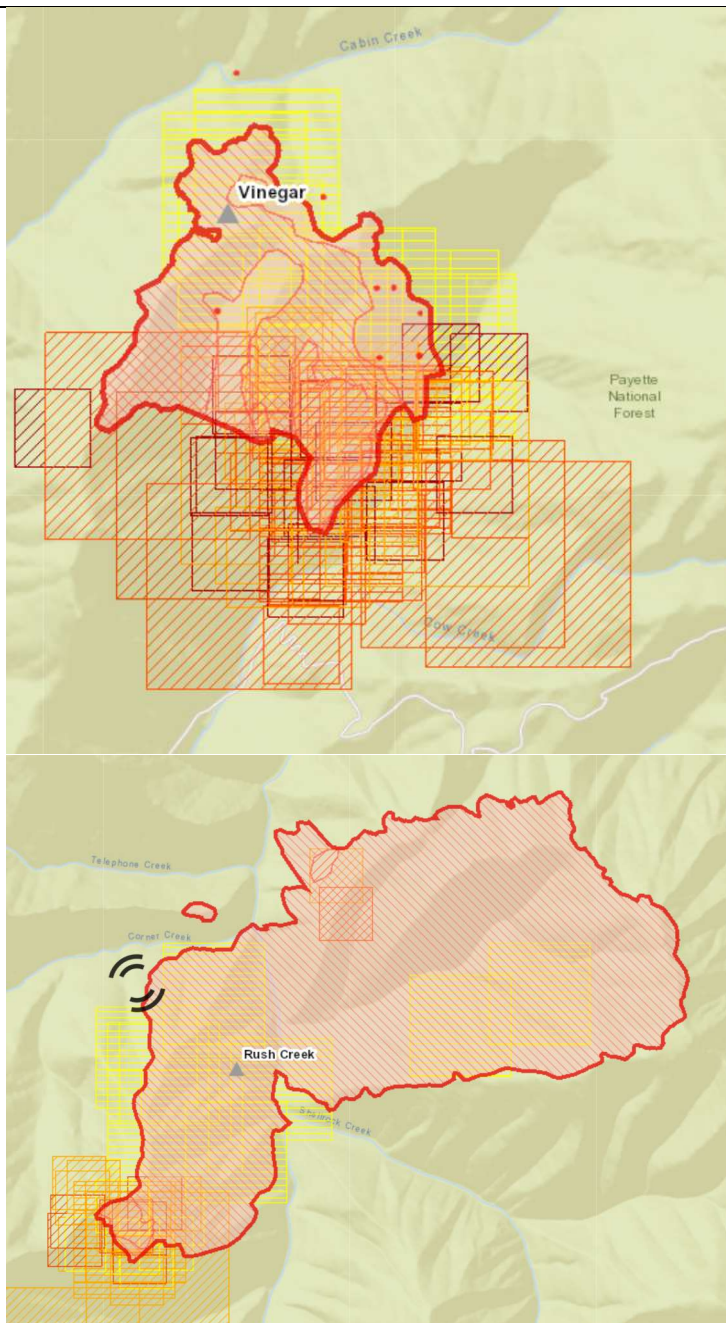 Cabin Creek
Vinegar
Payette
National
Forest
Cow Creek
Telephone Creek
Cornet Creek
Rush Creek
Shamrock Creek